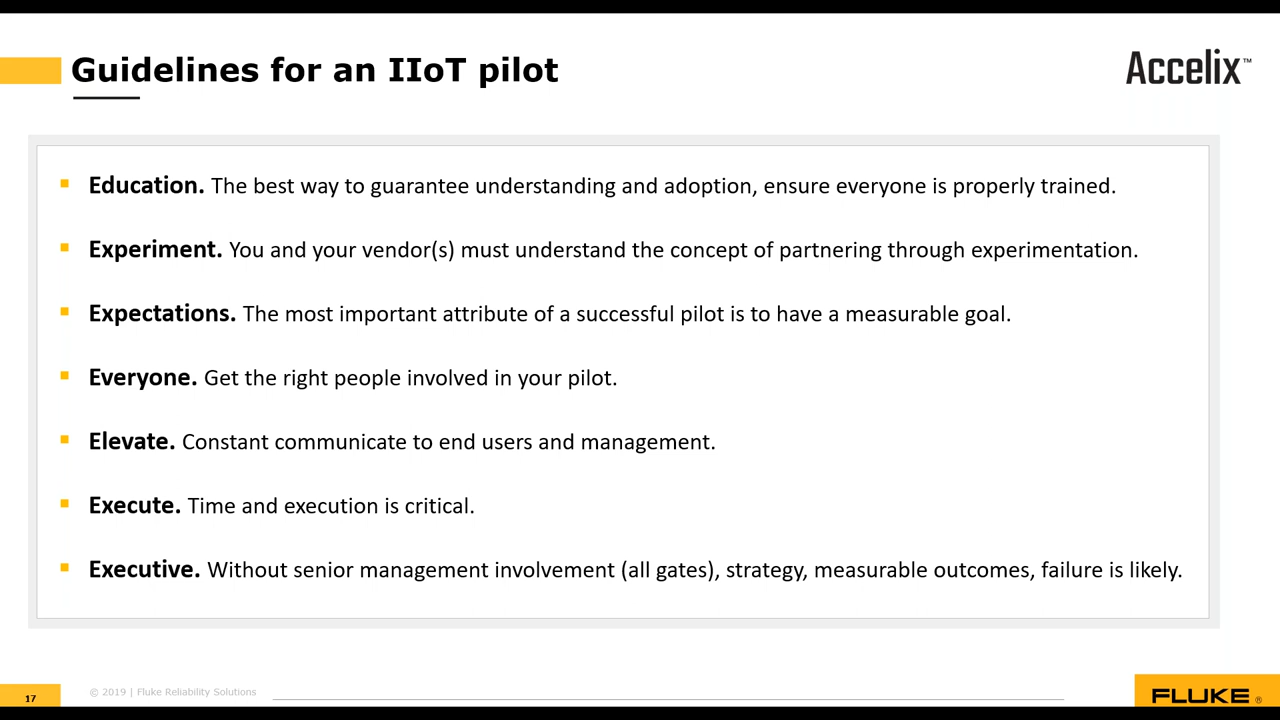 Guidelines for an IIoT pilot
Accelix™
Education. The best way to guarantee understanding and adoption, ensure everyone is properly trained.
Experiment. You and your vendor(s) must understand the concept of partnering through experimentation.
Expectations. The most important attribute of a successful pilot is to have a measurable goal.
Everyone. Get the right people involved in your pilot.
Elevate. Constant communicate to end users and management.
Execute. Time and execution is critical.
Executive. Without senior management involvement (all gates), strategy, measurable outcomes, failure is likely.
17
© 2019 | Fluke Reliability Solutions
FLUKE®